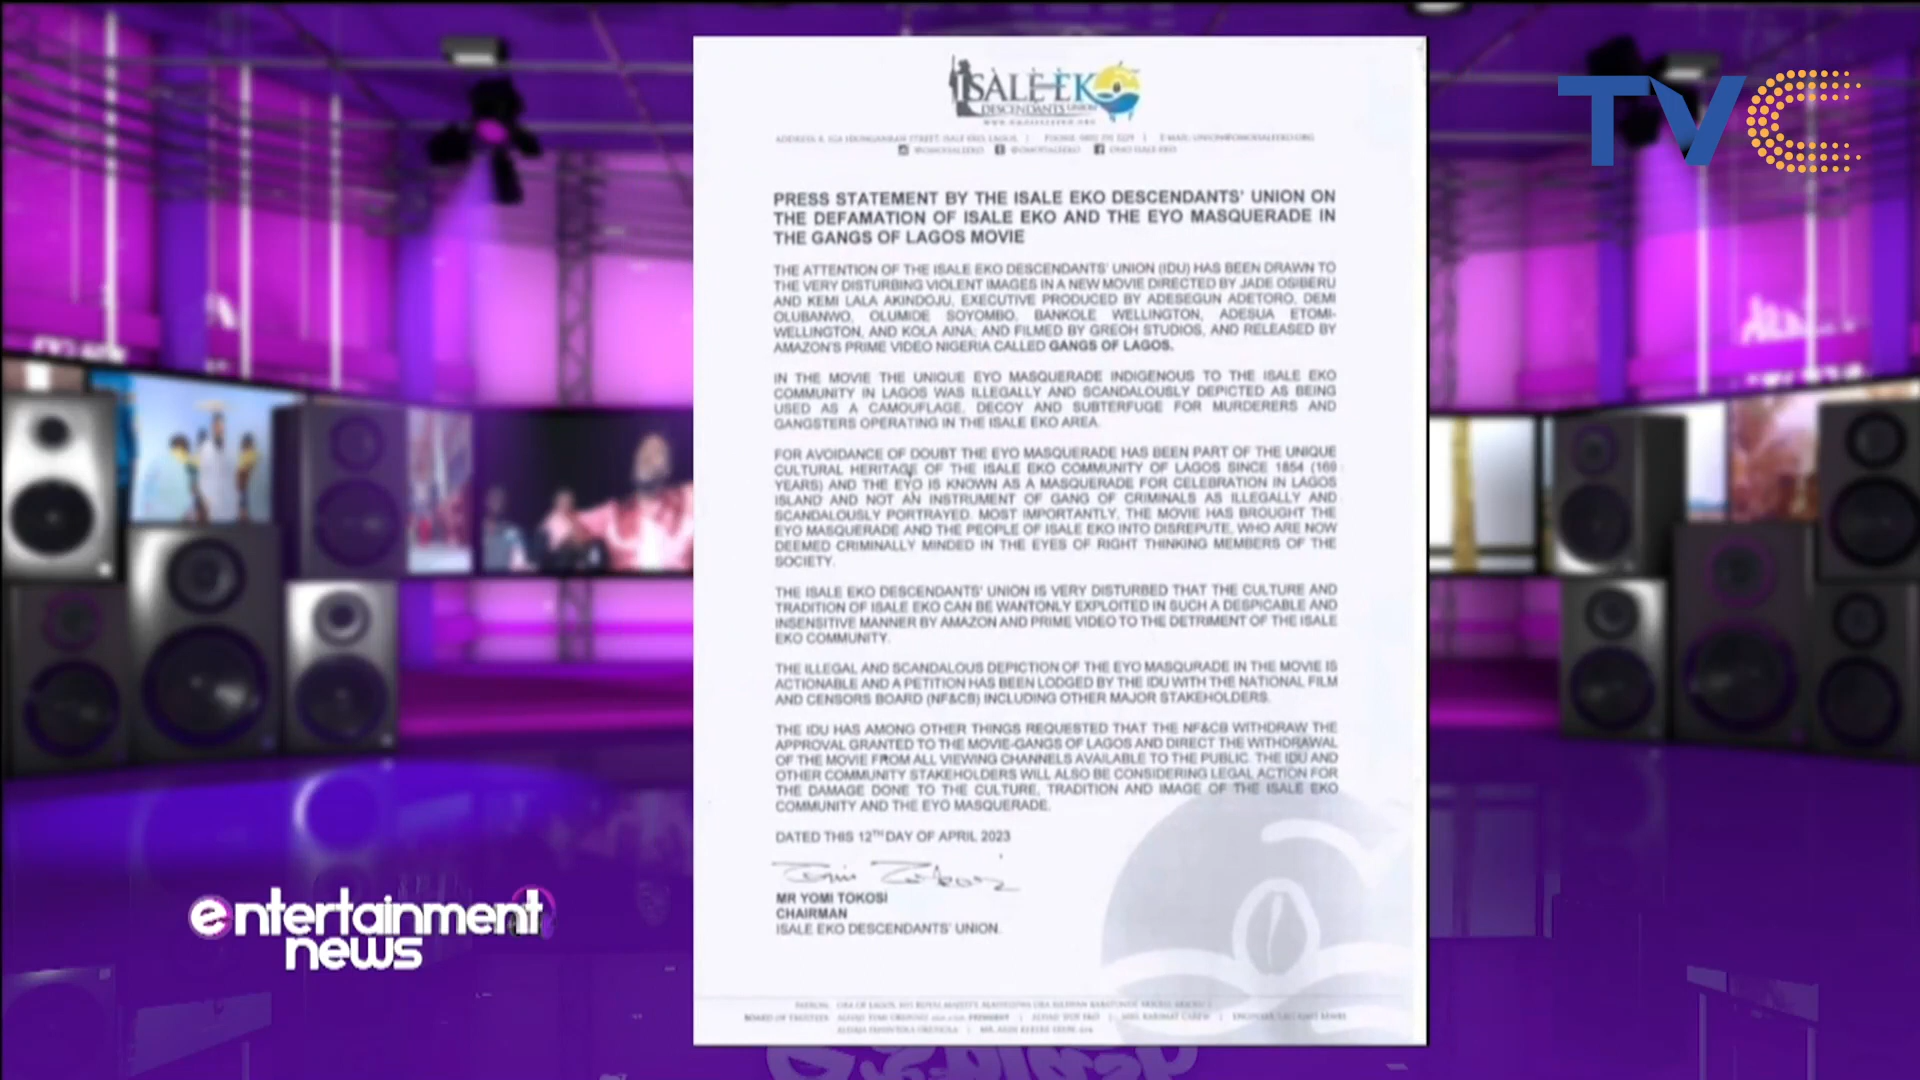 TVC
ISALE-EKO
DESCENDANTS UNION
PRESS STATEMENT BY THE ISALE EKO DESCENDANTS' UNION ON
THE DEFAMATION OF ISALE EKO AND THE EYO MASQUERADE IN
THE GANGS OF LAGOS MOVIE
THE ATTENTION OF THE ISALE EKO DESCENDANTS' UNION (IDU) HAS BEEN DRAWN TO
THE VERY DISTURBING VIOLENT IMAGES IN A NEW MOVIE DIRECTED BY JADE OSIBERU
AND KEMI LALA AKINDOJU, EXECUTIVE PRODUCED BY ADESEGUN ADETORO, DEMI
OLUBANWO, OLUMIDE SOYOMBO, BANKOLE WELLINGTON, ADESUA ETOMI-
WELLINGTON, AND KOLA AINA; AND FILMED BY GREOH STUDIOS, AND RELEASED BY
AMAZON'S PRIME VIDEO NIGERIA CALLED GANGS OF LAGOS.
IN THE MOVIE THE UNIQUE EYO MASQUERADE INDIGENOUS TO THE ISALE EKO
COMMUNITY IN LAGOS WAS ILLEGALLY AND SCANDALOUSLY DEPICTED AS BEING
USED AS A CAMOUFLAGE, DECOY AND SUBTERFUGE FOR MURDERERS AND
GANGSTERS OPERATING IN THE ISALE EKO AREA.
FOR AVOIDANCE OF DOUBT THE EYO MASQUERADE HAS BEEN PART OF THE UNIQUE
CULTURAL HERITAGE OF THE ISALE EKO COMMUNITY OF LAGOS SINCE 1854 (169
YEARS) AND THE EYO IS KNOWN AS A MASQUERADE FOR CELEBRATION IN LAGOS
ISLAND AND NOT AN INSTRUMENT OF GANG OF CRIMINALS AS ILLEGALLY AND
SCANDALOUSLY PORTRAYED. MOST IMPORTANTLY, THE MOVIE HAS BROUGHT THE
EYO MASQUERADE AND THE PEOPLE OF ISALE EKO INTO DISREPUTE, WHO ARE NOW
DEEMED CRIMINALLY MINDED IN THE EYES OF RIGHT THINKING MEMBERS OF THE
SOCIETY.
THE ISALE EKO DESCENDANTS' UNION IS VERY DISTURBED THAT THE CULTURE AND
TRADITION OF ISALE EKO CAN BE WANTONLY EXPLOITED IN SUCH A DESPICABLE AND
INSENSITIVE MANNER BY AMAZON AND PRIME VIDEO TO THE DETRIMENT OF THE ISALE
EKO COMMUNITY.
THE ILLEGAL AND SCANDALOUS DEPICTION OF THE EYO MASQURADE IN THE MOVIE IS
ACTIONABLE AND A PETITION HAS BEEN LODGED BY THE IDU WITH THE NATIONAL FILM
AND CENSORS BOARD (NF&CB) INCLUDING OTHER MAJOR STAKEHOLDERS.
THE IDU HAS AMONG OTHER THINGS REQUESTED THAT THE NF&CB WITHDRAW THE
APPROVAL GRANTED TO THE MOVIE-GANGS OF LAGOS AND DIRECT THE WITHDRAWAL
OF THE MOVIE FROM ALL VIEWING CHANNELS AVAILABLE TO THE PUBLIC. THE IDU AND
OTHER COMMUNITY STAKEHOLDERS WILL ALSO BE CONSIDERING LEGAL ACTION FOR
THE DAMAGE DONE TO THE CULTURE, TRADITION AND IMAGE OF THE ISALE EKO
COMMUNITY AND THE EYO MASQUERADE.
DATED THIS 12TH DAY OF APRIL 2023
MR YOMI TOKOSI
CHAIRMAN
ISALE EKO DESCENDANTS' UNION.
BOARD OF TRUSTEES
entertainment
news